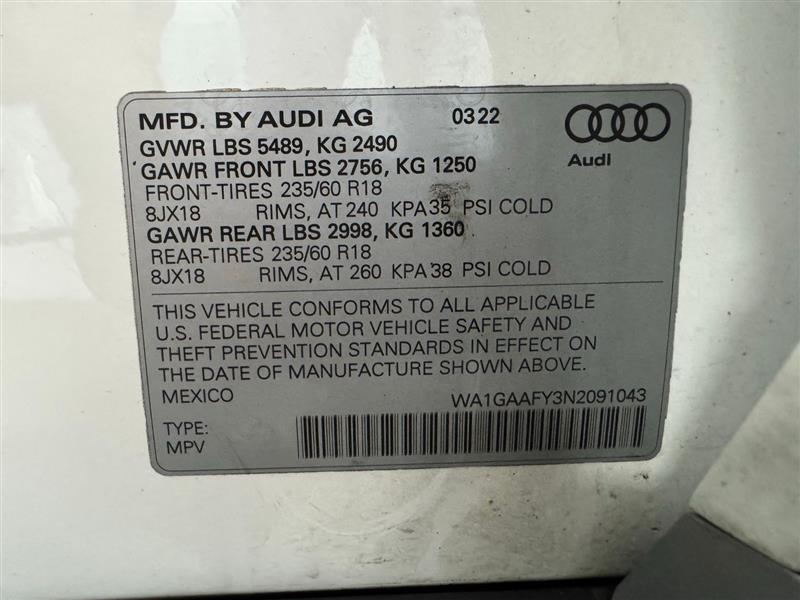 MFD. BY AUDI AG 0322
Audi
GVWR LBS 5489, KG 2490
GAWR FRONT LBS 2756, KG 1250
FRONT-TIRES 235/60 R18
8JX18 RIMS, AT 240 KPA 35 PSI COLD
GAWR REAR LBS 2998, KG 1360
REAR-TIRES 235/60 R18
8JX18 RIMS, AT 260 KPA 38 PSI COLD
THIS VEHICLE CONFORMS TO ALL APPLICABLE
U.S. FEDERAL MOTOR VEHICLE SAFETY AND
THEFT PREVENTION STANDARDS IN EFFECT ON
THE DATE OF MANUFACTURE SHOWN ABOVE.
MEXICO WA1GAAFY3N2091043
TYPE:
MPV